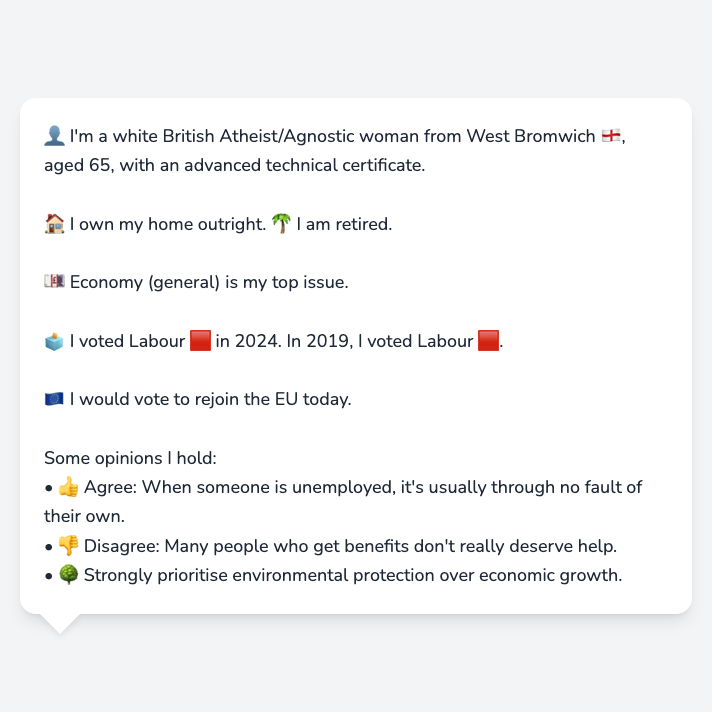 👤 I'm a white British Atheist/Agnostic woman from West Bromwich 🏴󠁧󠁢󠁥󠁮󠁧󠁿,
aged 65, with an advanced technical certificate.
🏠 I own my home outright. 🌴 I am retired.
💷 Economy (general) is my top issue.
🗳️ I voted Labour 🟥 in 2024. In 2019, I voted Labour 🟥.
🇪🇺 I would vote to rejoin the EU today.
Some opinions I hold:
• 👍 Agree: When someone is unemployed, it's usually through no fault of
their own.
• 👎 Disagree: Many people who get benefits don't really deserve help.
• 🌳 Strongly prioritise environmental protection over economic growth.